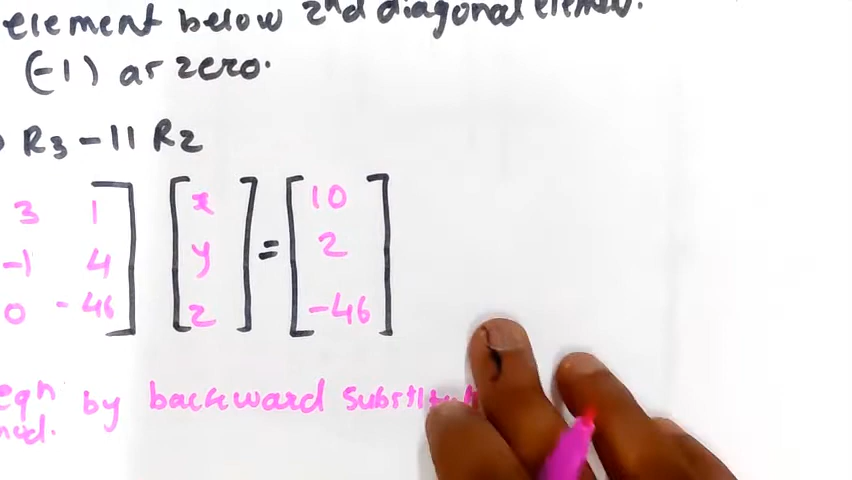 element below 2nd diagonal element.
(-1) as zero.
R3 - 11 R2
3 1 x 10
-1 4 y = 2
0 -46 z -46
eqn by backward